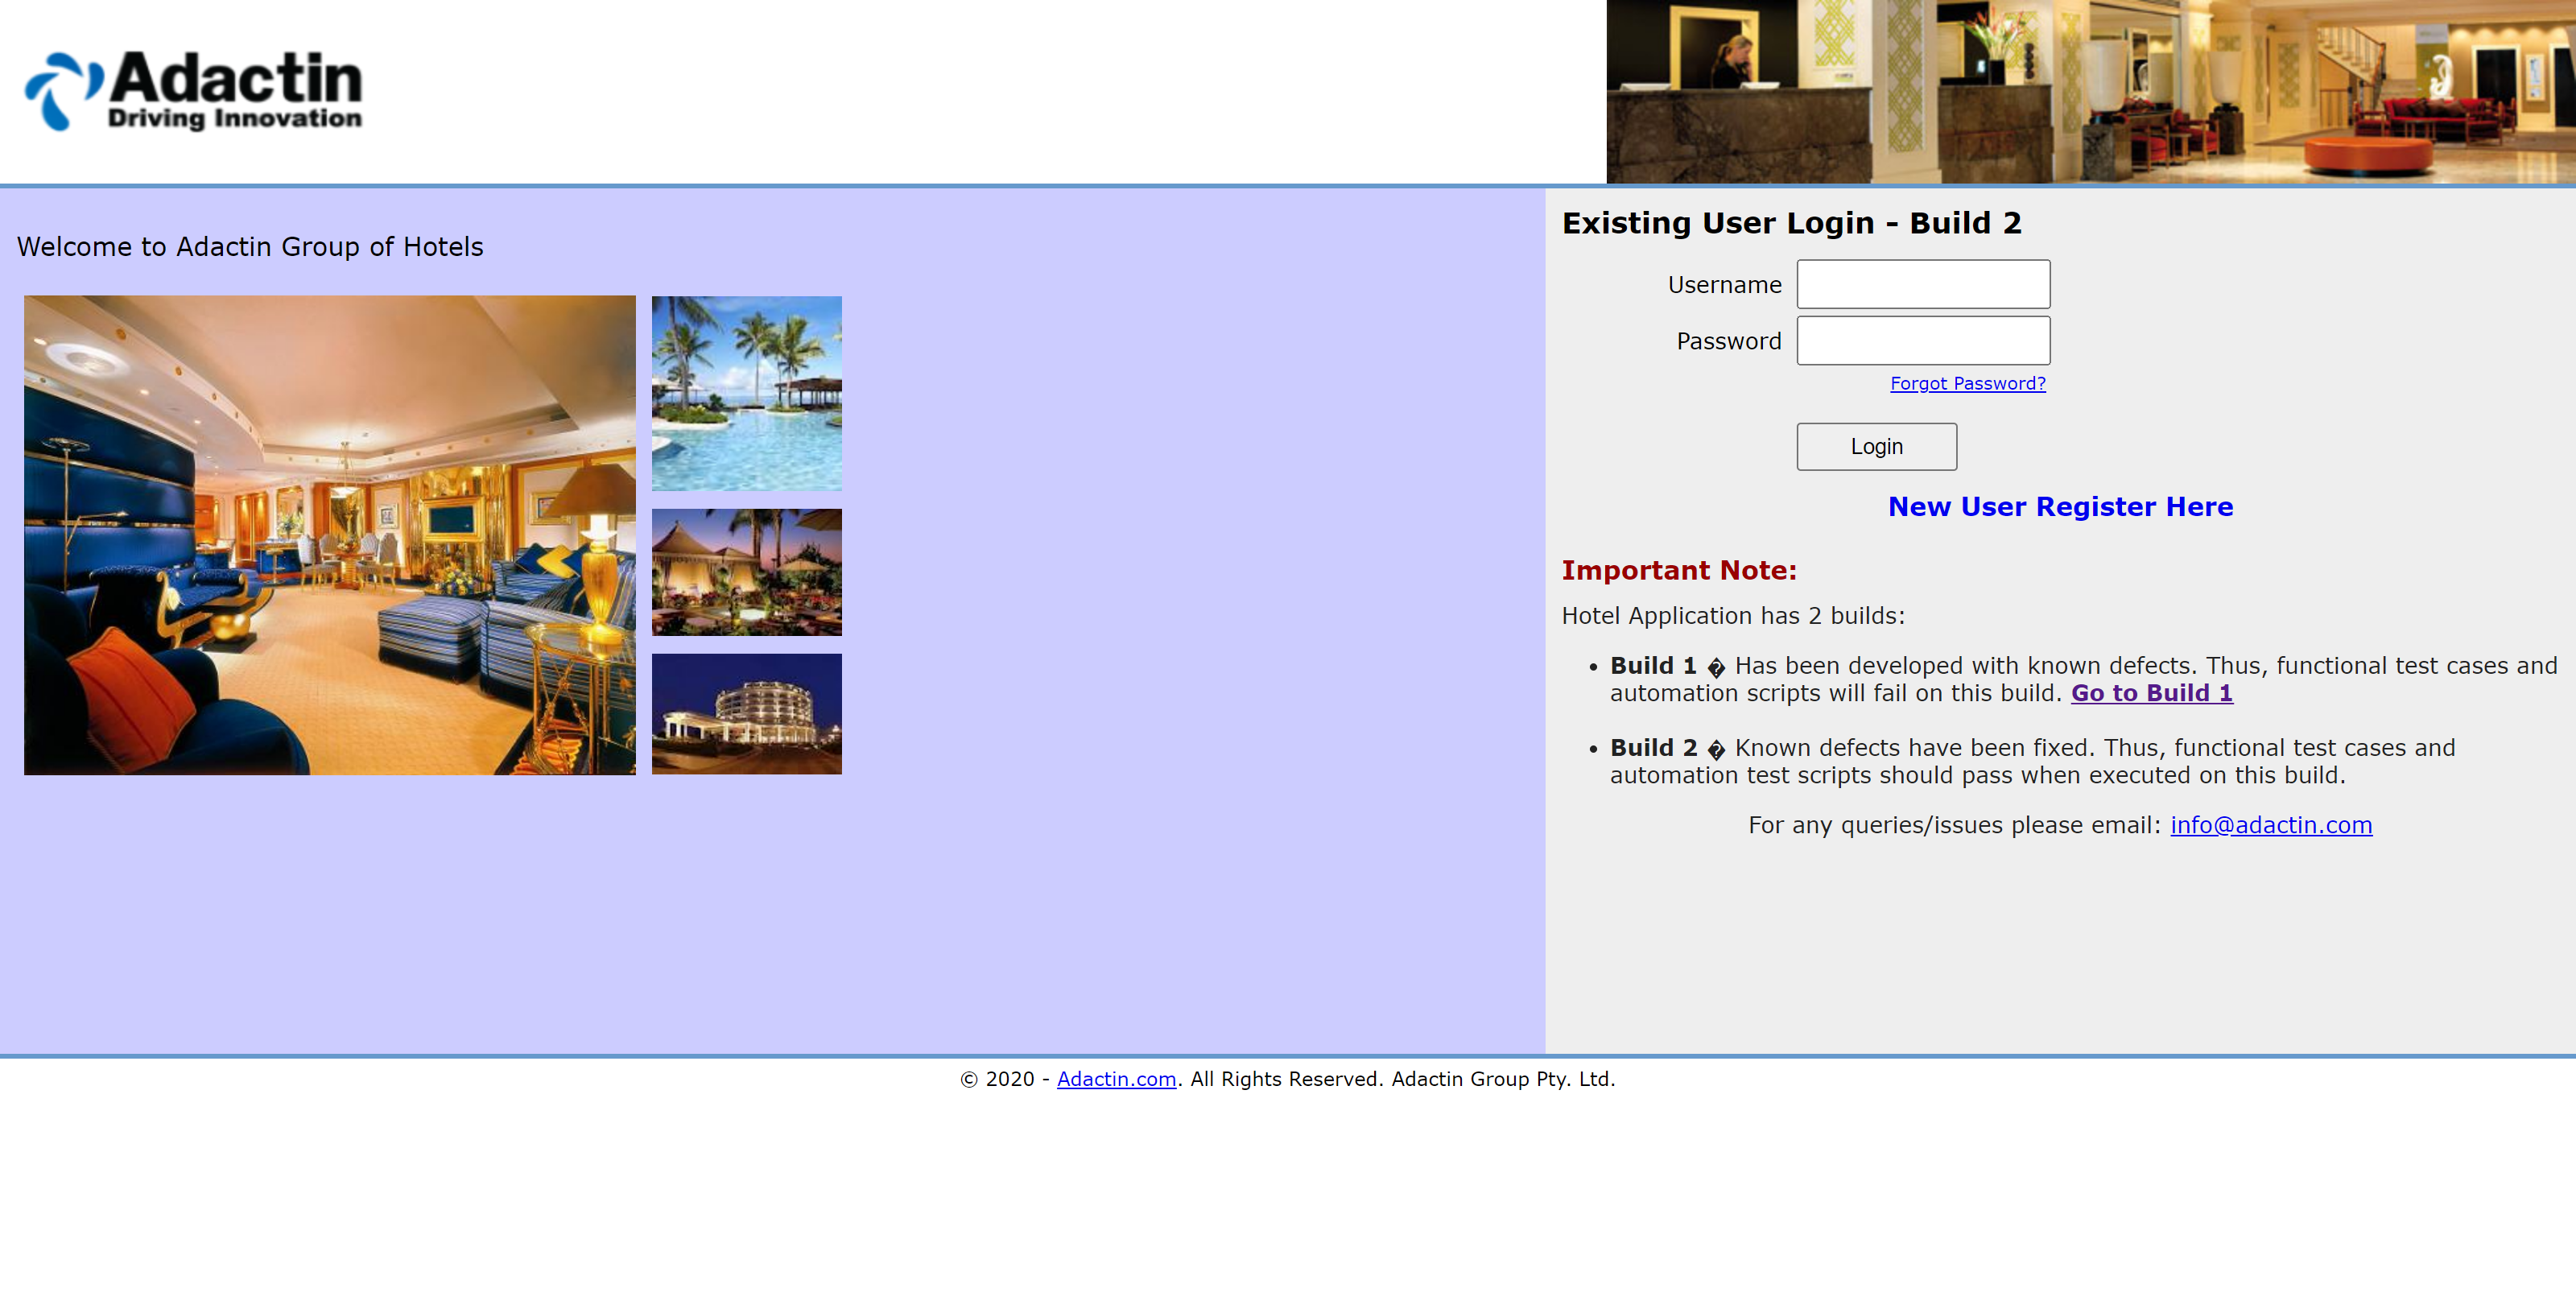 Adactin
Driving Innovation
Welcome to Adactin Group of Hotels
Existing User Login - Build 2
Username
Password
Forgot Password?
Login
New User Register Here
Important Note:
Hotel Application has 2 builds:
• Build 1 � Has been developed with known defects. Thus, functional test cases and
automation scripts will fail on this build. Go to Build 1
• Build 2 � Known defects have been fixed. Thus, functional test cases and
automation test scripts should pass when executed on this build.
For any queries/issues please email: info@adactin.com
© 2020 - Adactin.com. All Rights Reserved. Adactin Group Pty. Ltd.